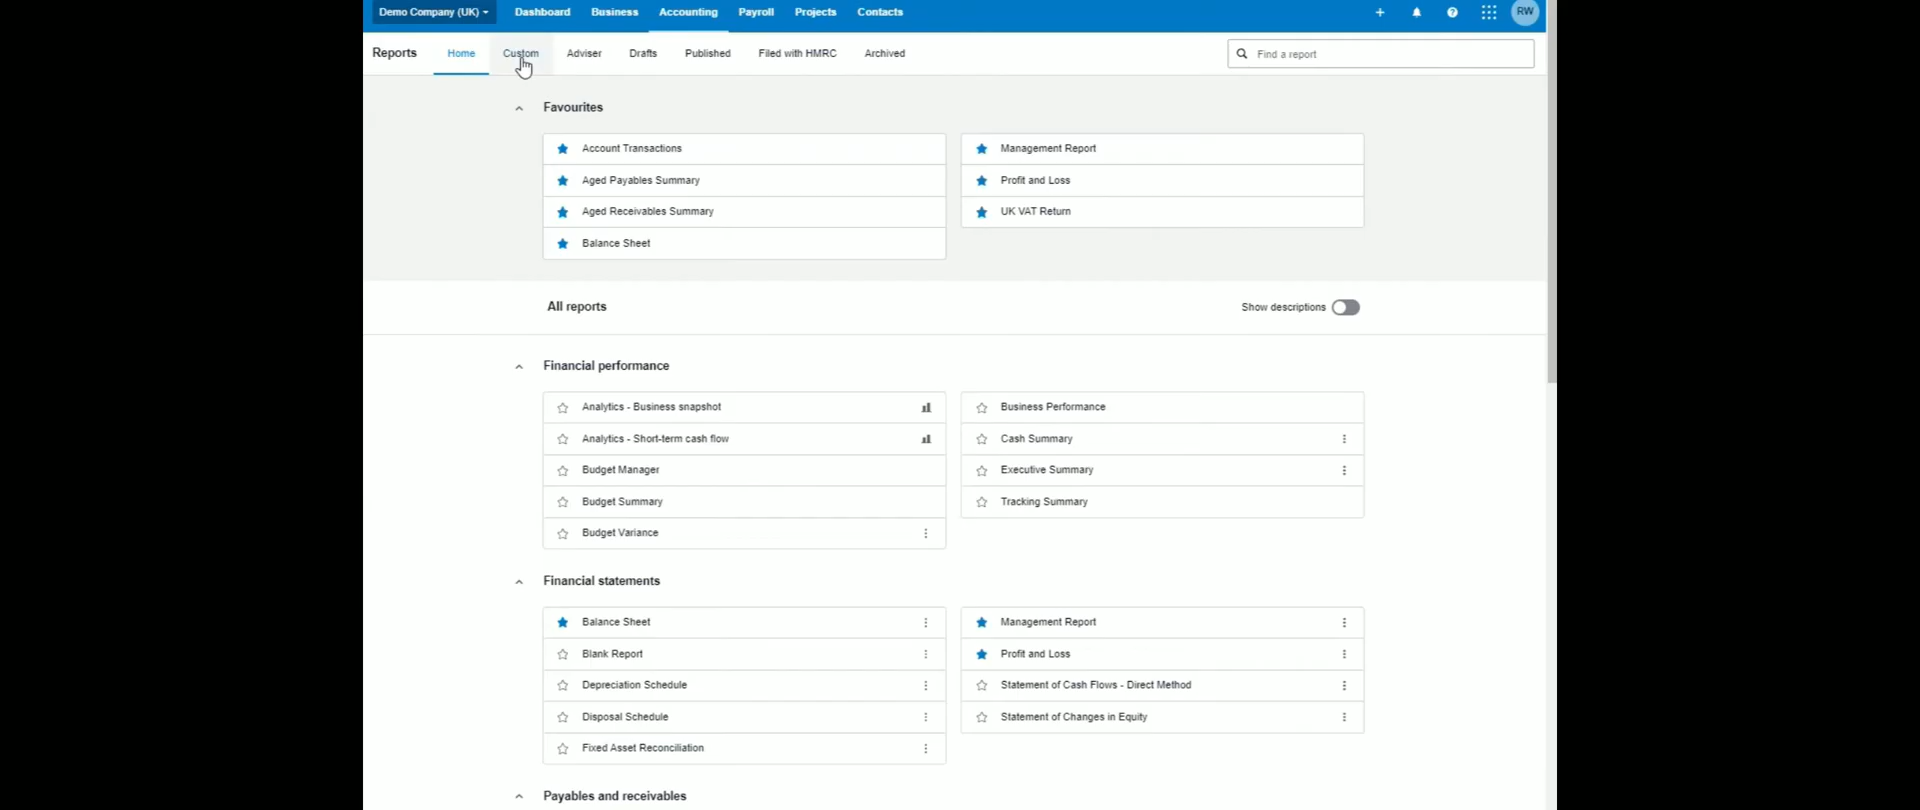 Demo Company (UK) Dashboard Business Accounting Payroll Projects Contacts RW
Reports Home Custom Adviser Drafts Published Filed with HMRC Archived Find a report
Favourites
Account Transactions Management Report
Aged Payables Summary Profit and Loss
Aged Receivables Summary UK VAT Return
Balance Sheet
All reports Show descriptions
Financial performance
Analytics - Business snapshot Business Performance
Analytics - Short-term cash flow Cash Summary
Budget Manager Executive Summary
Budget Summary Tracking Summary
Budget Variance
Financial statements
Balance Sheet Management Report
Blank Report Profit and Loss
Depreciation Schedule Statement of Cash Flows - Direct Method
Disposal Schedule Statement of Changes in Equity
Fixed Asset Reconciliation
Payables and receivables